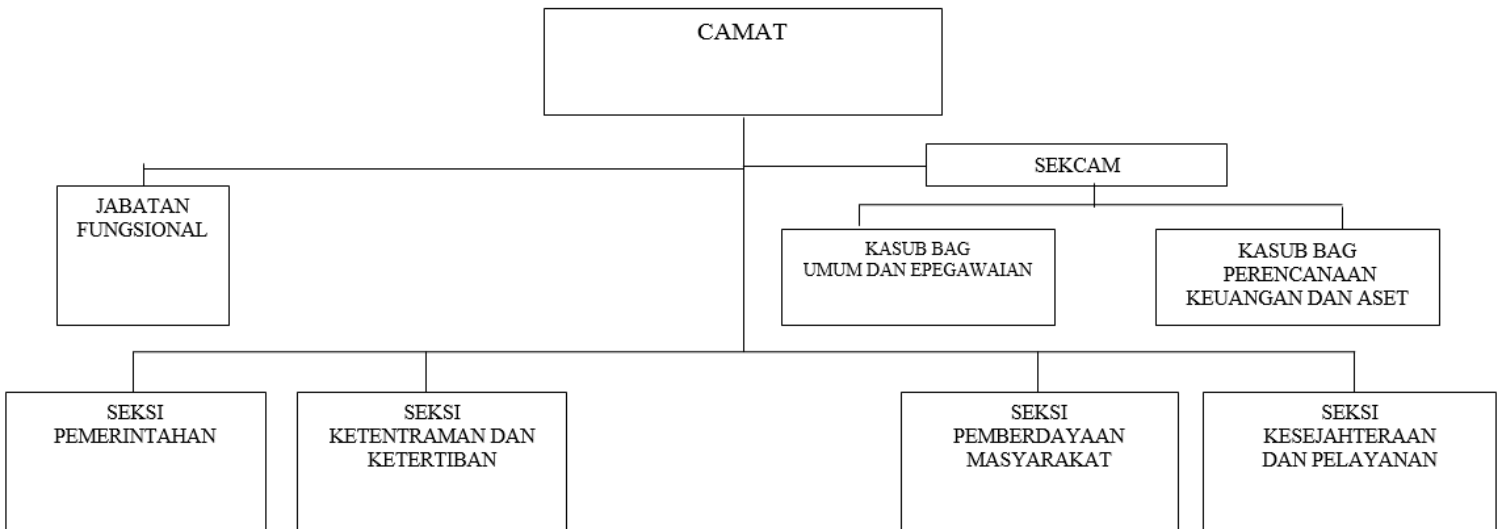 CAMAT
SEKCAM
JABATAN
FUNGSIONAL
KASUB BAG
UMUM DAN EPEGAWAIAN
KASUB BAG
PERENCANAAN
KEUANGAN DAN ASET
SEKSI
PEMERINTAHAN
SEKSI
KETENTRAMAN DAN
KETERTIBAN
SEKSI
PEMBERDAYAAN
MASYARAKAT
SEKSI
KESEJAHTERAAN
DAN PELAYANAN